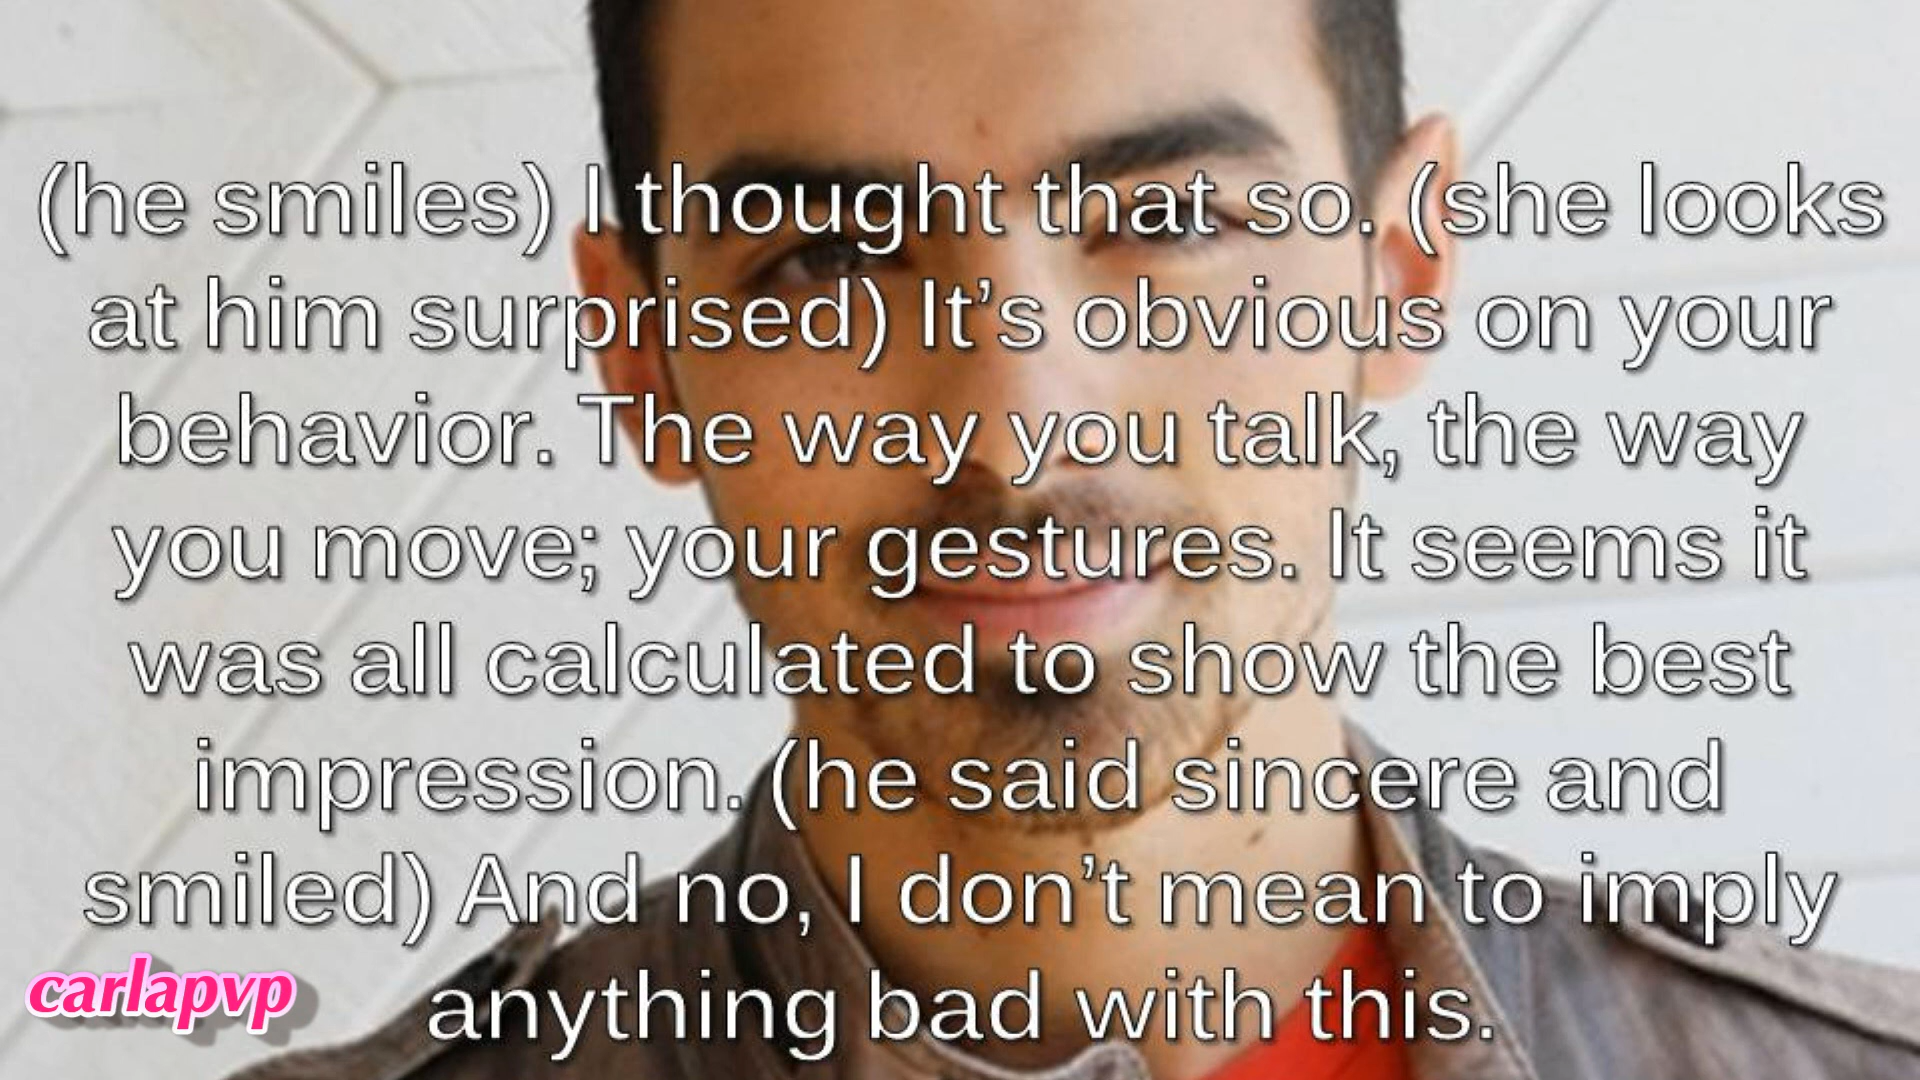 (he smiles) I thought that so. (she looks
at him surprised) It’s obvious on your
behavior. The way you talk, the way
you move; your gestures. It seems it
was all calculated to show the best
impression. (he said sincere and
smiled) And no, I don’t mean to imply
anything bad with this.
carlapvp